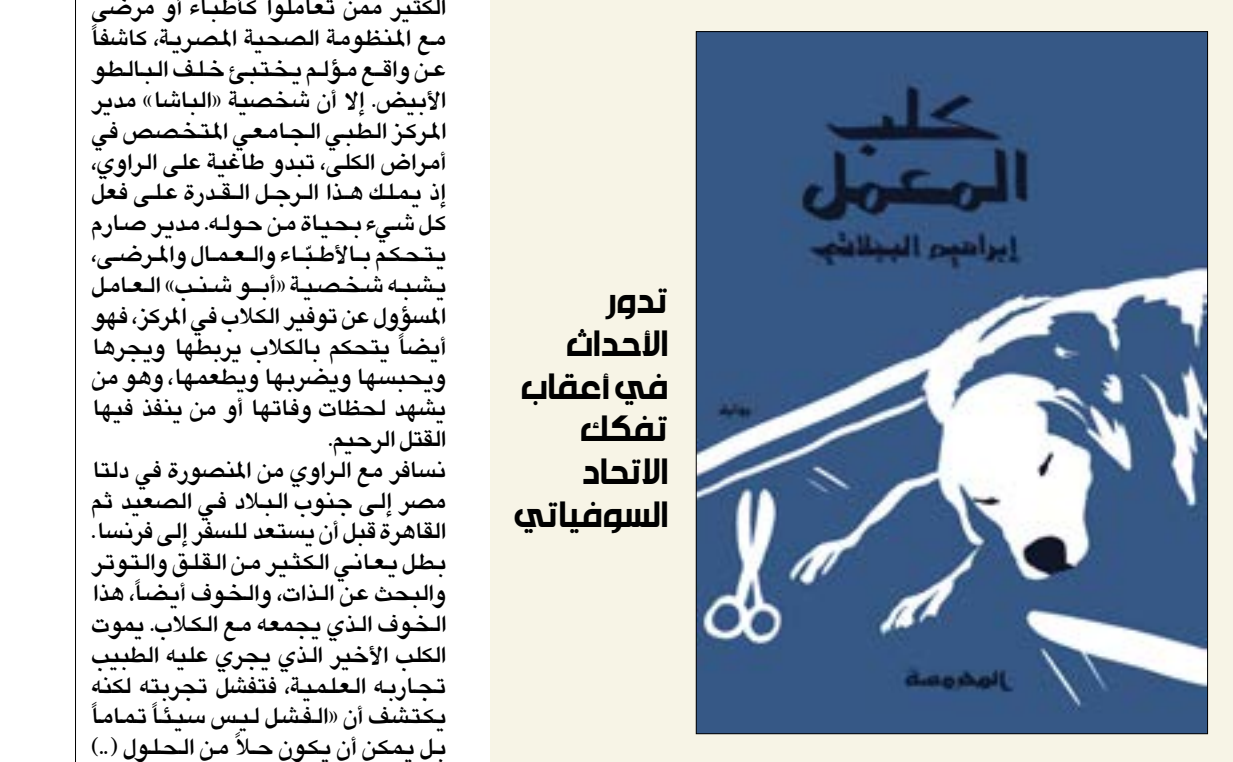 كلب
المعمل
إبراهيم البجلاتي
رواية
المحروسة
تدور
الأحداث
في أعقاب
تفكك
الاتحاد
السوفياتي
الكثير ممن تعاملوا كأطباء أو مرضى
مع المنظومة الصحية المصرية، كاشفاً
عن واقع مؤلم يختبئ خلف البالطو
الأبيض. إلا أن شخصية «الباشا» مدير
المركز الطبي الجامعي المتخصص في
أمراض الكلى، تبدو طاغية على الراوي،
إذ يملك هذا الرجل القدرة على فعل
كل شيء بحياة من حوله. مدير صارم
يتحكم بالأطبّاء والعمال والمرضى،
يشبه شخصية «أبو شنب» العامل
المسؤول عن توفير الكلاب في المركز، فهو
أيضاً يتحكم بالكلاب يربطها ويجرها
ويحبسها ويضربها ويطعمها، وهو من
يشهد لحظات وفاتها أو من ينفذ فيها
القتل الرحيم.
نسافر مع الراوي من المنصورة في دلتا
مصر إلى جنوب البلاد في الصعيد ثم
القاهرة قبل أن يستعد للسفر إلى فرنسا.
بطل يعاني الكثير من القلق والتوتر
والبحث عن الذات، والخوف أيضاً، هذا
الخوف الذي يجمعه مع الكلاب. يموت
الكلب الأخير الذي يجري عليه الطبيب
تجاربه العلمية، فتفشل تجربته لكنه
يكتشف أن «الفشل ليس سيئاً تماماً
بل يمكن أن يكون حلاً من الحلول (..)